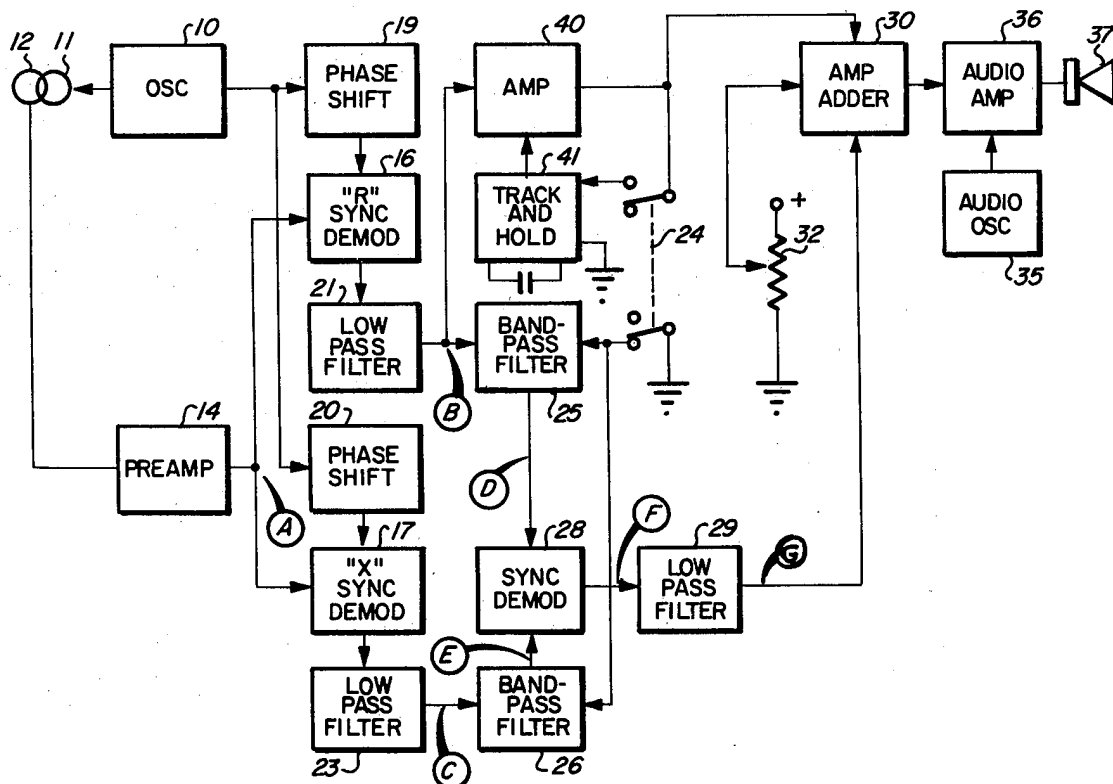 12
11
10
OSC
19
PHASE
SHIFT
40
AMP
30
AMP
ADDER
36
AUDIO
AMP
37
16
"R"
SYNC
DEMOD
41
TRACK
AND
HOLD
24
+
32
AUDIO
OSC
35
21
LOW
PASS
FILTER
B
BAND-
PASS
FILTER
25
14
PREAMP
A
20
PHASE
SHIFT
D
17
"X"
SYNC
DEMOD
28
SYNC
DEMOD
F
29
LOW
PASS
FILTER
G
E
LOW
PASS
FILTER
23
C
BAND-
PASS
FILTER
26